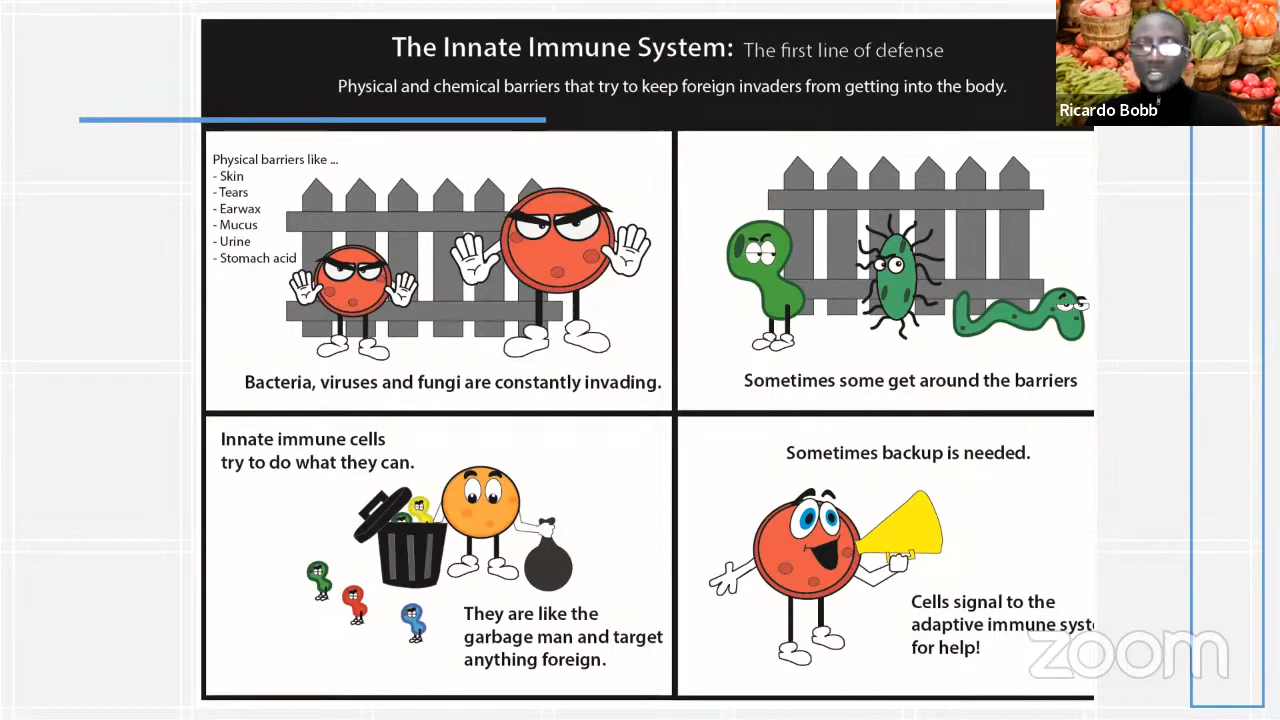 The Innate Immune System: The first line of defense
Physical and chemical barriers that try to keep foreign invaders from getting into the body.
Ricardo Bobb
Physical barriers like ...
- Skin
- Tears
- Earwax
- Mucus
- Urine
- Stomach acid
Bacteria, viruses and fungi are constantly invading.
Sometimes some get around the barriers
Innate immune cells
try to do what they can.
They are like the
garbage man and target
anything foreign.
Sometimes backup is needed.
Cells signal to the
adaptive immune syst
for help!
zoom